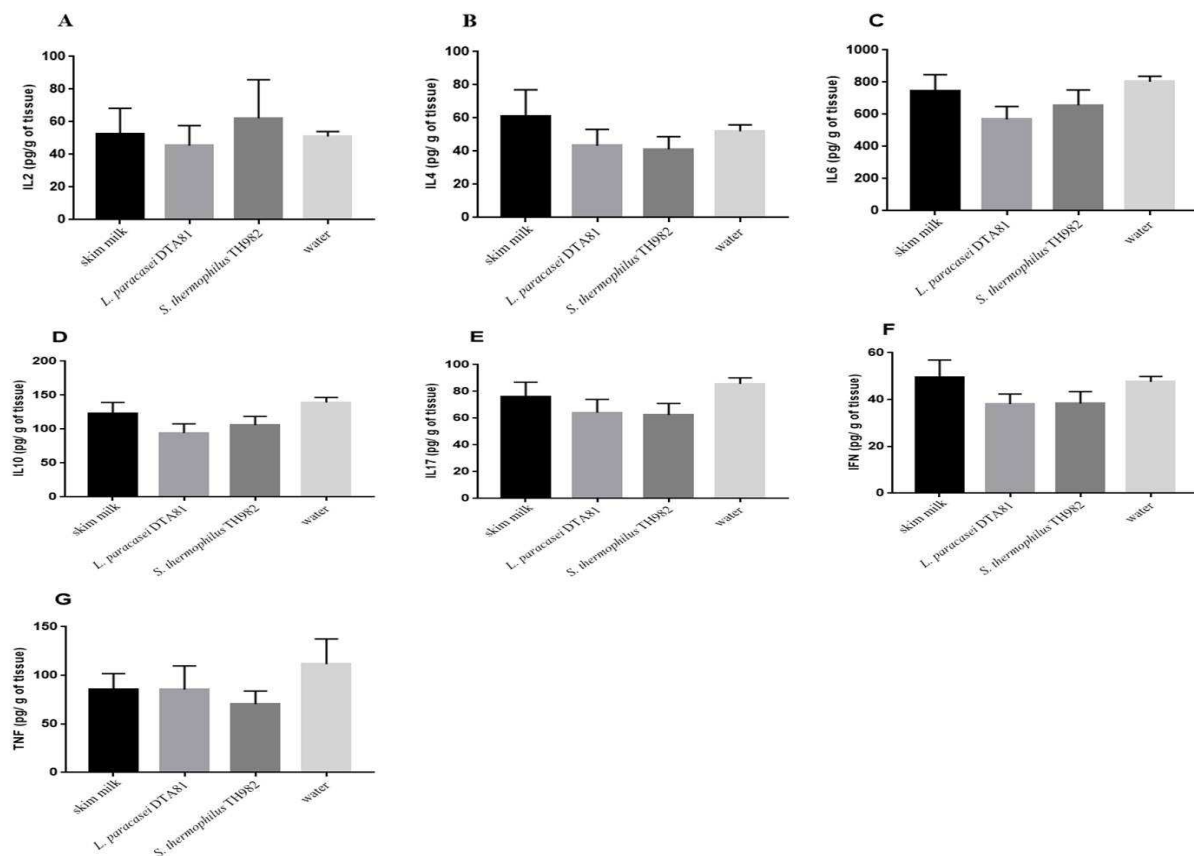 A
IL2 (pg/ g of tissue)
100
80
60
40
20
0
skim milk
L. paracasei DTA81
S. thermophilus TH982
water
B
IL4 (pg/ g of tissue)
100
80
60
40
20
0
skim milk
L. paracasei DTA81
S. thermophilus TH982
water
C
IL6 (pg/ g of tissue)
1000
800
600
400
200
0
skim milk
L. paracasei DTA81
S. thermophilus TH982
water
D
IL10 (pg/ g of tissue)
200
150
100
50
0
skim milk
L. paracasei DTA81
S. thermophilus TH982
water
E
IL17 (pg/ g of tissue)
100
80
60
40
20
0
skim milk
L. paracasei DTA81
S. thermophilus TH982
water
F
IFN (pg/ g of tissue)
60
40
20
0
skim milk
L. paracasei DTA81
S. thermophilus TH982
water
G
TNF (pg/ g of tissue)
150
100
50
0
skim milk
L. paracasei DTA81
S. thermophilus TH982
water